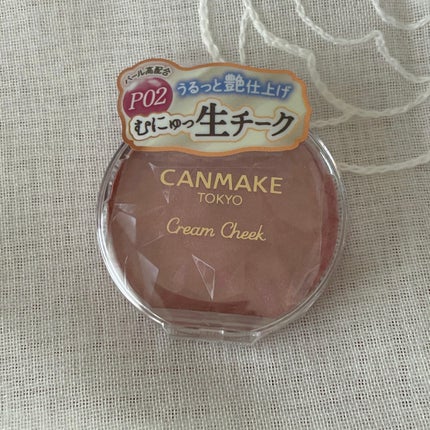 パール高配合
P02
うるっと艶仕上げ
むにゅっ生チーク
CANMAKE
TOKYO
Cream Cheek